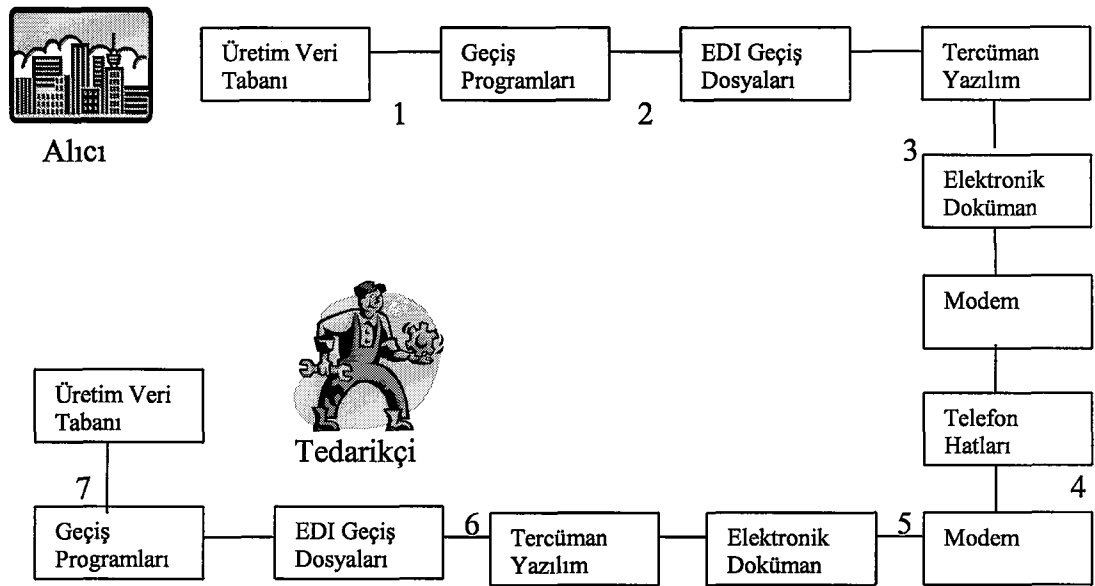 Alıcı
Üretim Veri
Tabanı
1
Geçiş
Programları
2
EDI Geçiş
Dosyaları
Tercüman
Yazılım
3
Elektronik
Doküman
Modem
Telefon
Hatları
4
Modem
5
Elektronik
Doküman
Tercüman
Yazılım
6
EDI Geçiş
Dosyaları
Geçiş
Programları
7
Üretim Veri
Tabanı
Tedarikçi